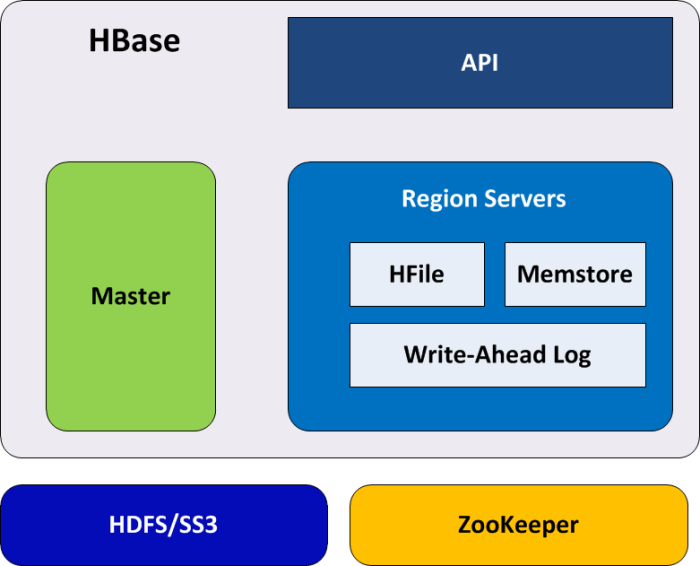 HBase
API
Master
Region Servers
HFile
Memstore
Write-Ahead Log
HDFS/SS3
ZooKeeper